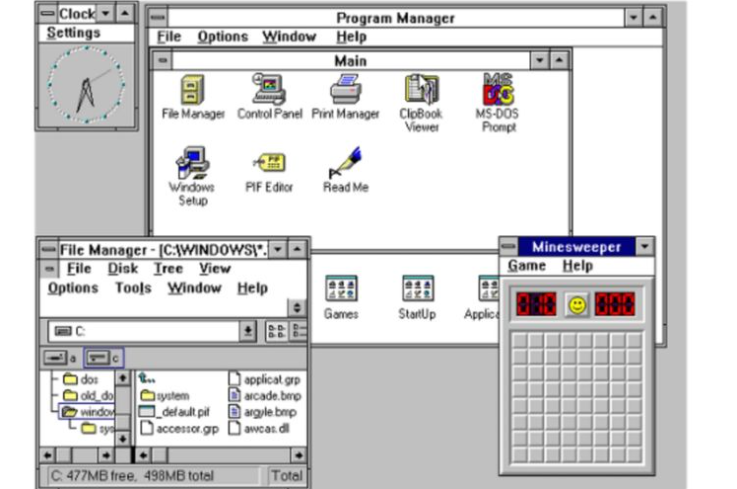 Clock
Settings
Program Manager
File Options Window Help
Main
File Manager
Control Panel
Print Manager
ClipBook
Viewer
MS-DOS
Prompt
MS
DOS
Windows
Setup
PIF Editor
PIF
Read Me
File Manager - [C:\WINDOWS\*.
File Disk Tree View
Options Tools Window Help
C:
a c
dos
old_do
window
sys
system
_default.pif
accessor.grp
applicat.grp
arcade.bmp
argyle.bmp
awcas.dll
C: 477MB free, 498MB total
Total
Games
StartUp
Applica
Minesweeper
Game Help